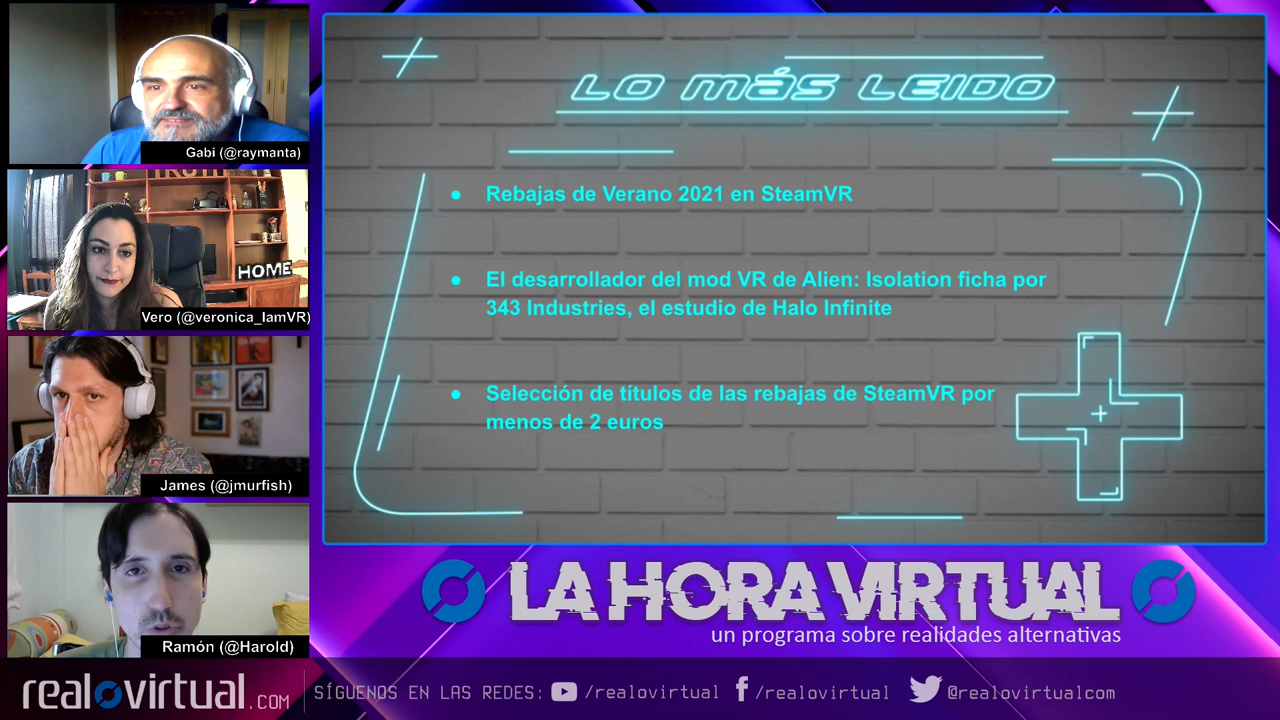 Gabi (@raymanta)
TRUTH
HOME
Vero (@veronica_IamVR)
James (@jmurfish)
Ramón (@Harold)
LO MÁS LEIDO
● Rebajas de Verano 2021 en SteamVR
● El desarrollador del mod VR de Alien: Isolation ficha por
343 Industries, el estudio de Halo Infinite
● Selección de títulos de las rebajas de SteamVR por
menos de 2 euros
LA HORA VIRTUAL
un programa sobre realidades alternativas
realovirtual.com
SÍGUENOS EN LAS REDES: /realovirtual /realovirtual @realovirtualcom